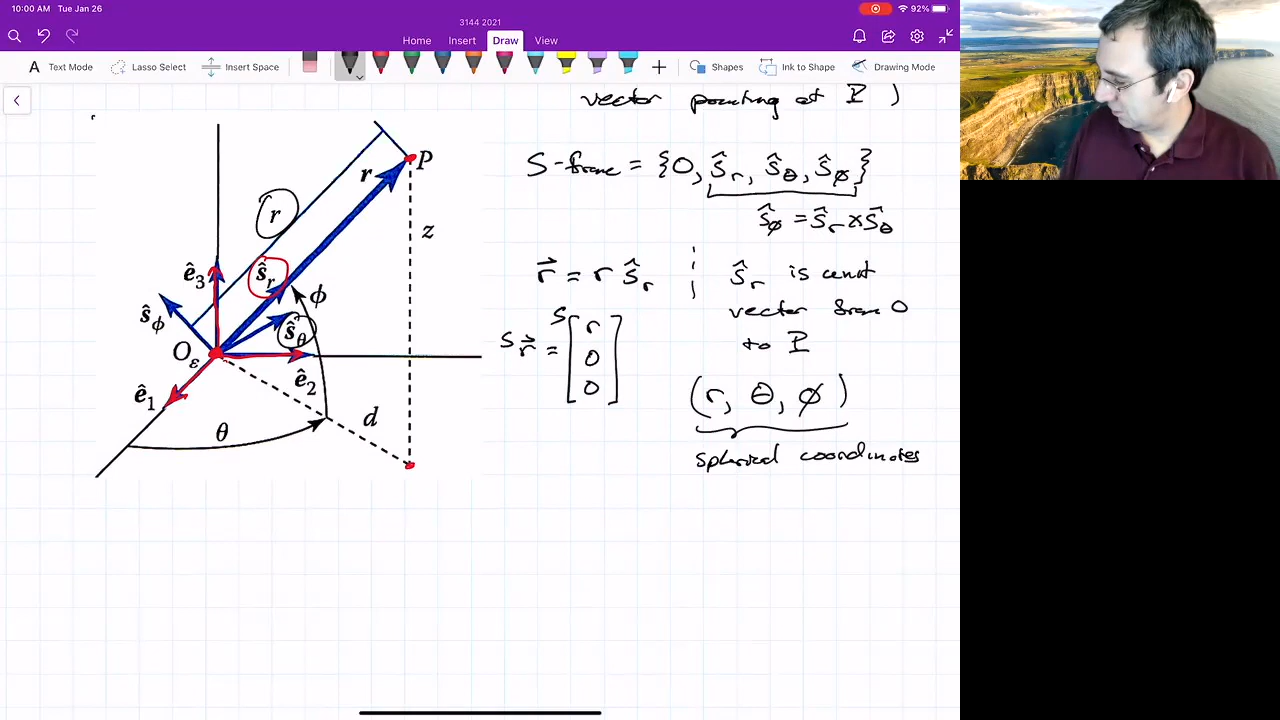 10:00 AM Tue Jan 26
92%
3144 2021
Home Insert Draw View
Text Mode Lasso Select Insert Space Shapes Ink to Shape Drawing Mode
vector pointing at P )
S-frame = {O, ŝr, ŝθ, ŝϕ}
ŝϕ = ŝr × ŝθ
r⃗ = r ŝr
ŝr is unit
vector from O
to P
S r⃗ = S [ r 0 0 ]
(r, θ, ϕ)
spherical coordinates
P
r
r
z
ê3
ŝr
ϕ
ŝϕ
ŝθ
Oε
ê2
ê1
d
θ